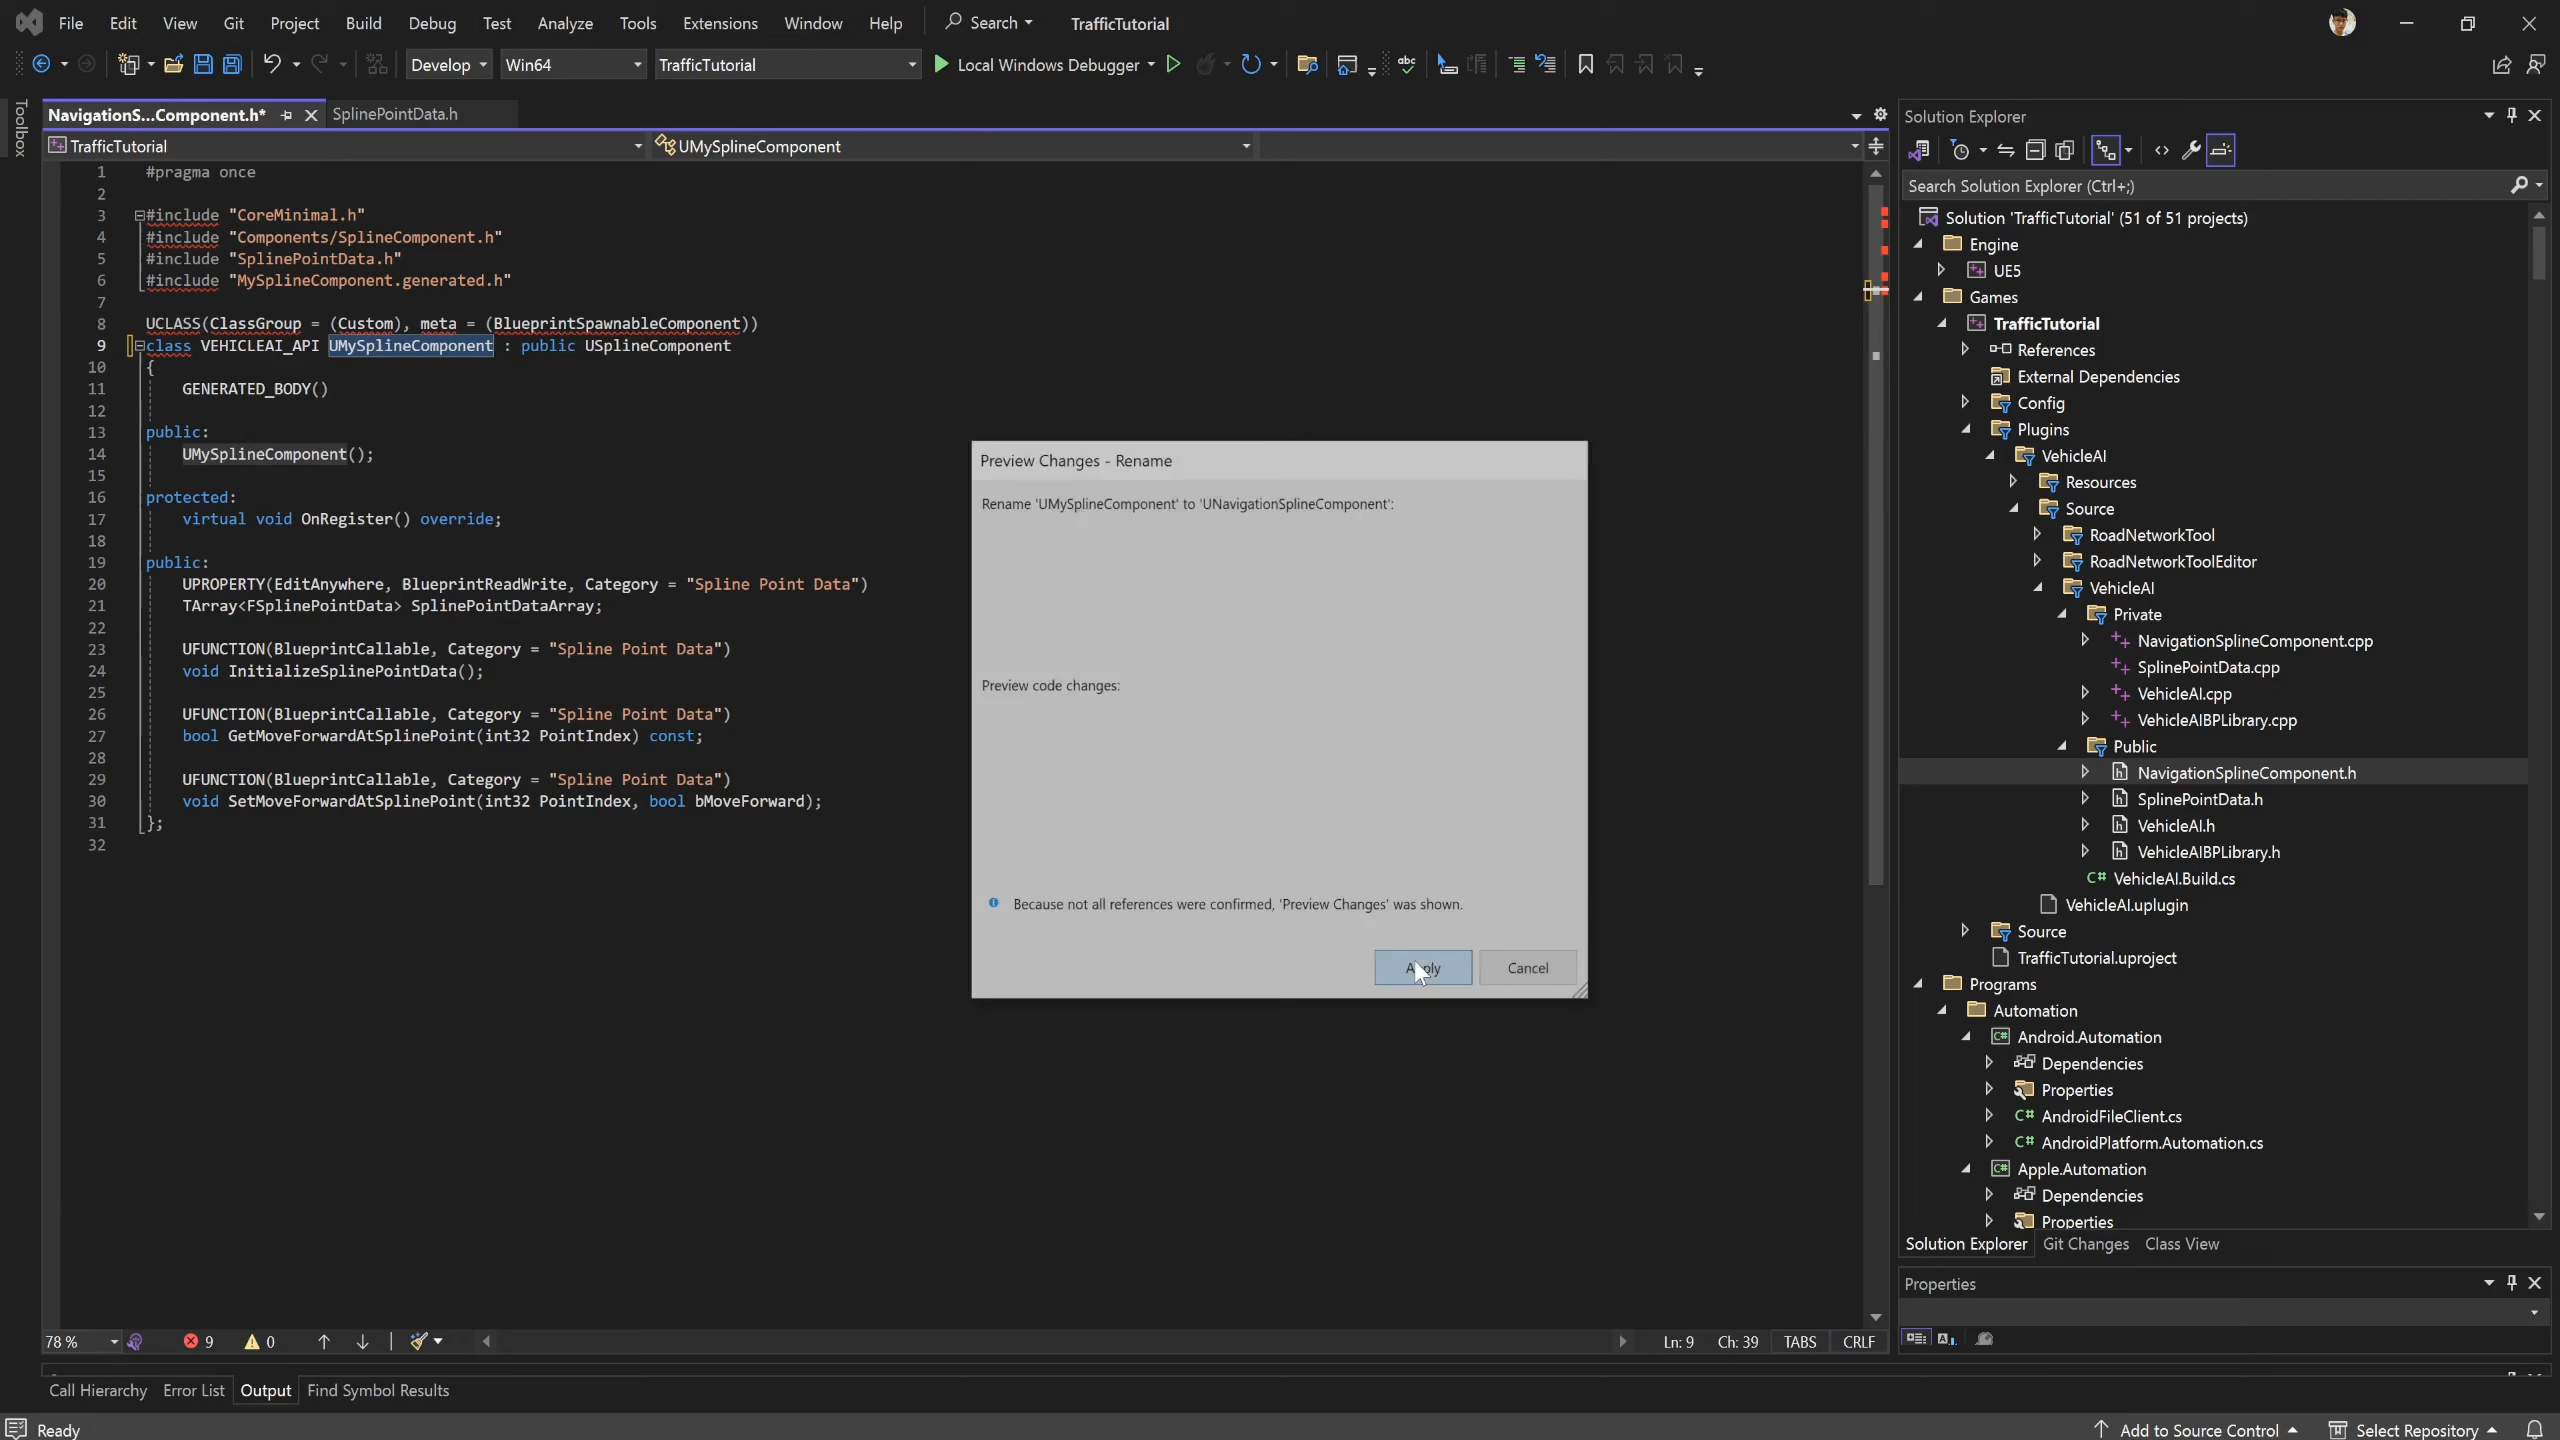 File Edit View Git Project Build Debug Test Analyze Tools Extensions Window Help Search TrafficTutorial
Develop Win64 TrafficTutorial Local Windows Debugger
Toolbox
NavigationS...Component.h* SplinePointData.h
TrafficTutorial UMySplineComponent
1 #pragma once
2
3 #include "CoreMinimal.h"
4 #include "Components/SplineComponent.h"
5 #include "SplinePointData.h"
6 #include "MySplineComponent.generated.h"
7
8 UCLASS(ClassGroup = (Custom), meta = (BlueprintSpawnableComponent))
9 class VEHICLEAI_API UMySplineComponent : public USplineComponent
10 {
11 GENERATED_BODY()
12
13 public:
14 UMySplineComponent();
15
16 protected:
17 virtual void OnRegister() override;
18
19 public:
20 UPROPERTY(EditAnywhere, BlueprintReadWrite, Category = "Spline Point Data")
21 TArray<FSplinePointData> SplinePointDataArray;
22
23 UFUNCTION(BlueprintCallable, Category = "Spline Point Data")
24 void InitializeSplinePointData();
25
26 UFUNCTION(BlueprintCallable, Category = "Spline Point Data")
27 bool GetMoveForwardAtSplinePoint(int32 PointIndex) const;
28
29 UFUNCTION(BlueprintCallable, Category = "Spline Point Data")
30 void SetMoveForwardAtSplinePoint(int32 PointIndex, bool bMoveForward);
31 };
32
Preview Changes - Rename
Rename 'UMySplineComponent' to 'UNavigationSplineComponent':
Preview code changes:
Because not all references were confirmed, 'Preview Changes' was shown.
Apply Cancel
Solution Explorer
Search Solution Explorer (Ctrl+;)
Solution 'TrafficTutorial' (51 of 51 projects)
Engine
UE5
Games
TrafficTutorial
References
External Dependencies
Config
Plugins
VehicleAI
Resources
Source
RoadNetworkTool
RoadNetworkToolEditor
VehicleAI
Private
NavigationSplineComponent.cpp
SplinePointData.cpp
VehicleAI.cpp
VehicleAIBPLibrary.cpp
Public
NavigationSplineComponent.h
SplinePointData.h
VehicleAI.h
VehicleAIBPLibrary.h
C# VehicleAI.Build.cs
VehicleAI.uplugin
Source
TrafficTutorial.uproject
Programs
Automation
C# Android.Automation
Dependencies
Properties
C# AndroidFileClient.cs
C# AndroidPlatform.Automation.cs
C# Apple.Automation
Dependencies
Properties
Solution Explorer Git Changes Class View
Properties
78 % 9 0 Ln: 9 Ch: 39 TABS CRLF
Call Hierarchy Error List Output Find Symbol Results
Ready Add to Source Control Select Repository